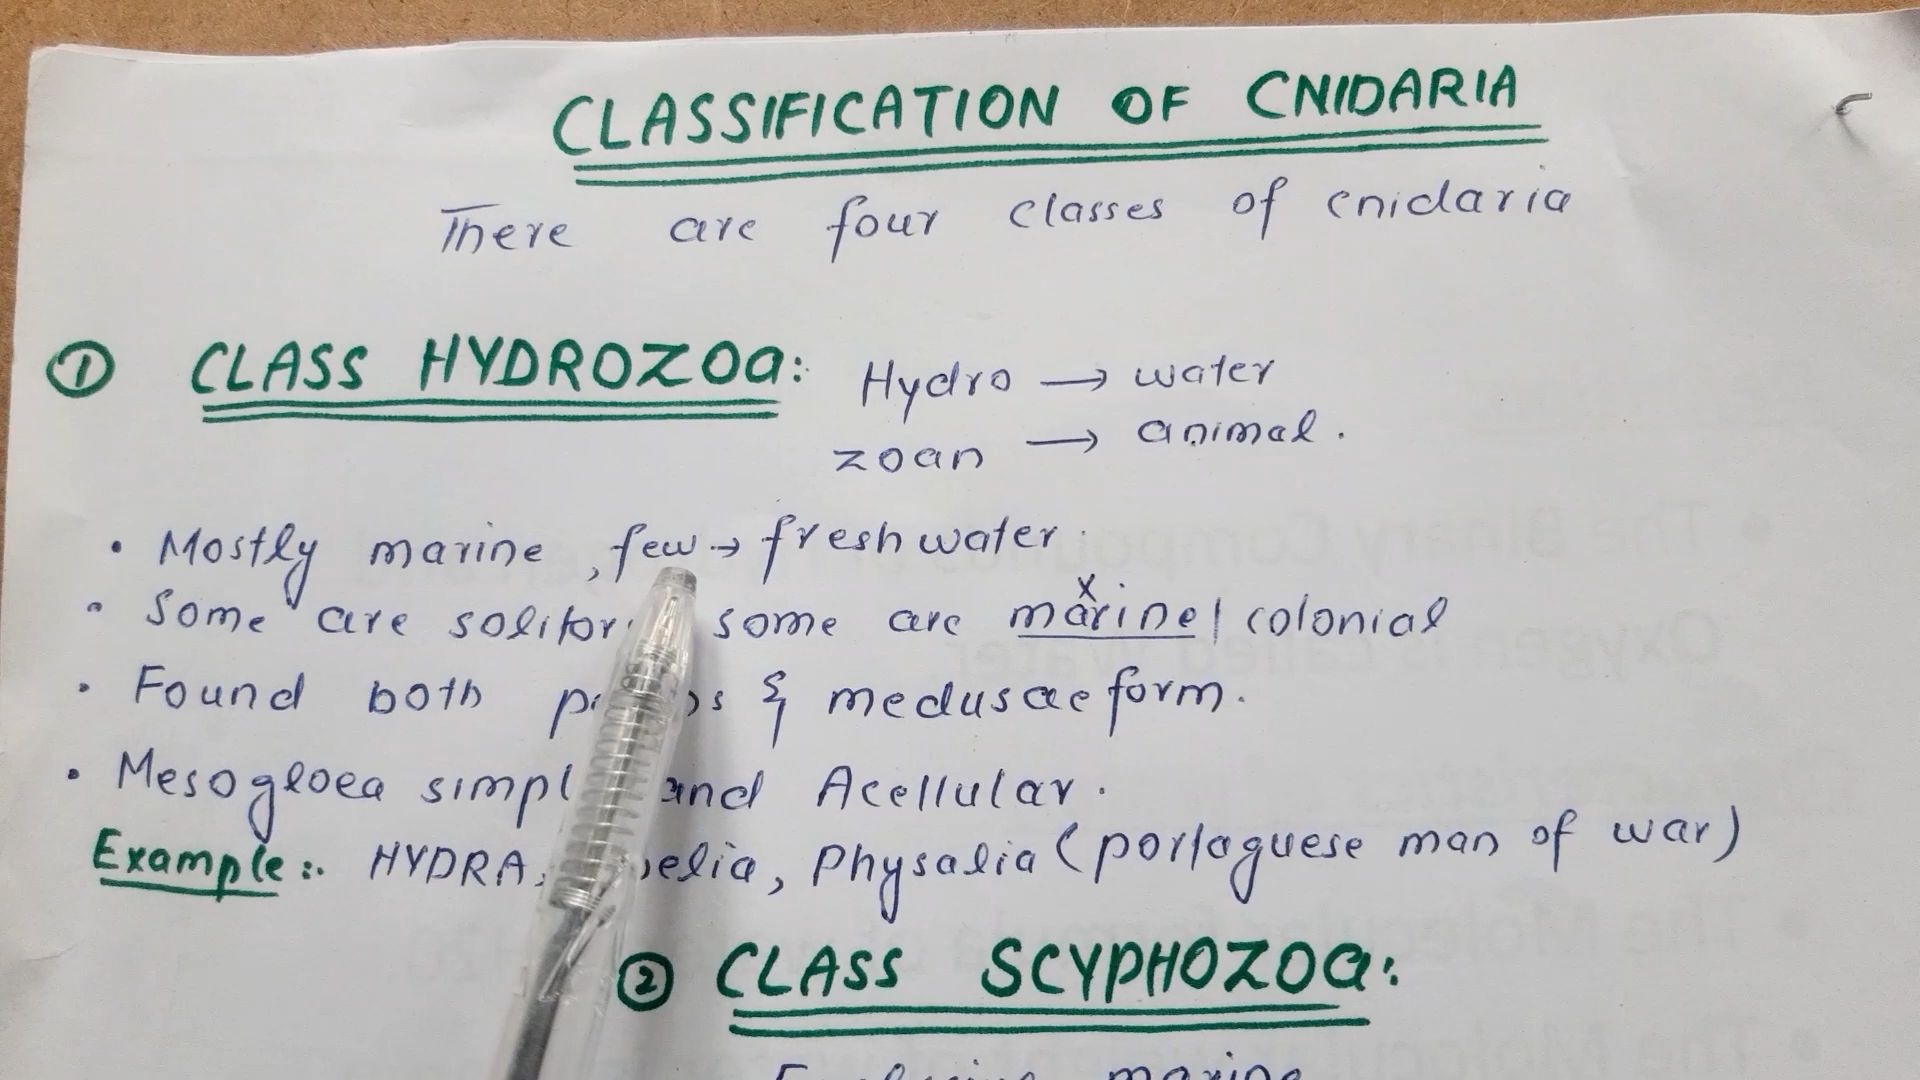 CLASSIFICATION OF CNIDARIA
There are four classes of cnidaria
① CLASS HYDROZOa: Hydro → water
zoan → animal.
• Mostly marine, few → freshwater.
• Some are some are marine | colonial
• Found both & medusae form.
• Mesogloea and Acellular.
Example:. HYDRA, Physalia (portaguese man of war)
② CLASS SCYPHOZOa:
marine